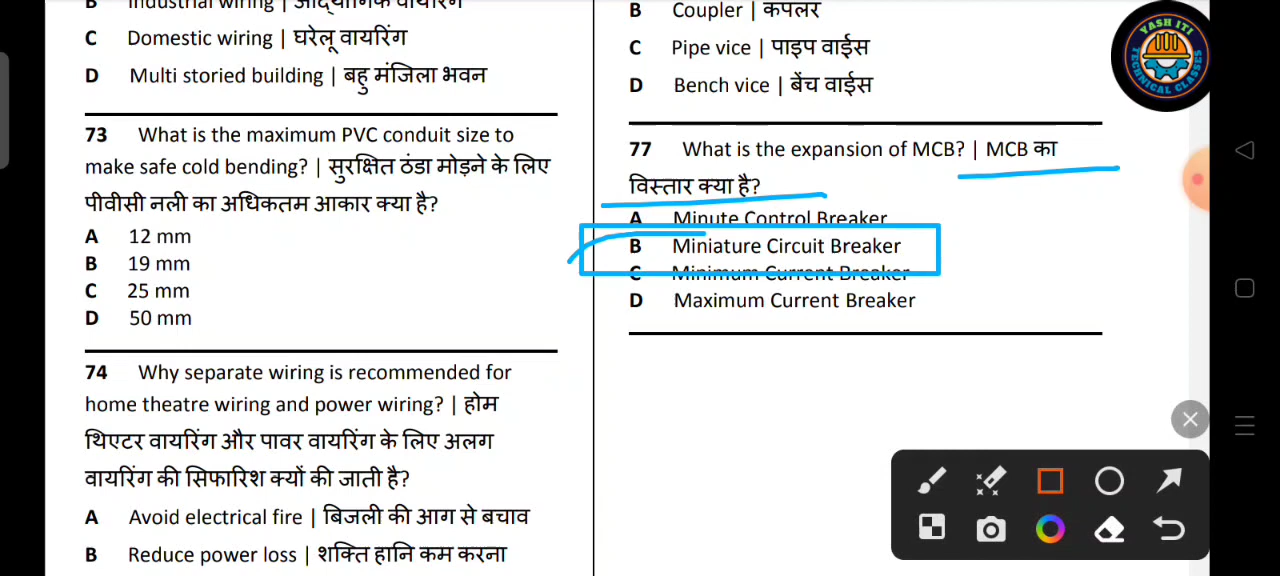 B Industrial wiring | औद्योगिक वायरिंग
C Domestic wiring | घरेलू वायरिंग
D Multi storied building | बहु मंजिला भवन
73 What is the maximum PVC conduit size to
make safe cold bending? | सुरक्षित ठंडा मोड़ने के लिए
पीवीसी नली का अधिकतम आकार क्या है?
A 12 mm
B 19 mm
C 25 mm
D 50 mm
74 Why separate wiring is recommended for
home theatre wiring and power wiring? | होम
थिएटर वायरिंग और पावर वायरिंग के लिए अलग
वायरिंग की सिफारिश क्यों की जाती है?
A Avoid electrical fire | बिजली की आग से बचाव
B Reduce power loss | शक्ति हानि कम करना
B Coupler | कपलर
C Pipe vice | पाइप वाईस
D Bench vice | बेंच वाईस
77 What is the expansion of MCB? | MCB का
विस्तार क्या है?
A Minute Control Breaker
B Miniature Circuit Breaker
C Minimum Current Breaker
D Maximum Current Breaker
YASH ITI
TECHNICAL CLASSES